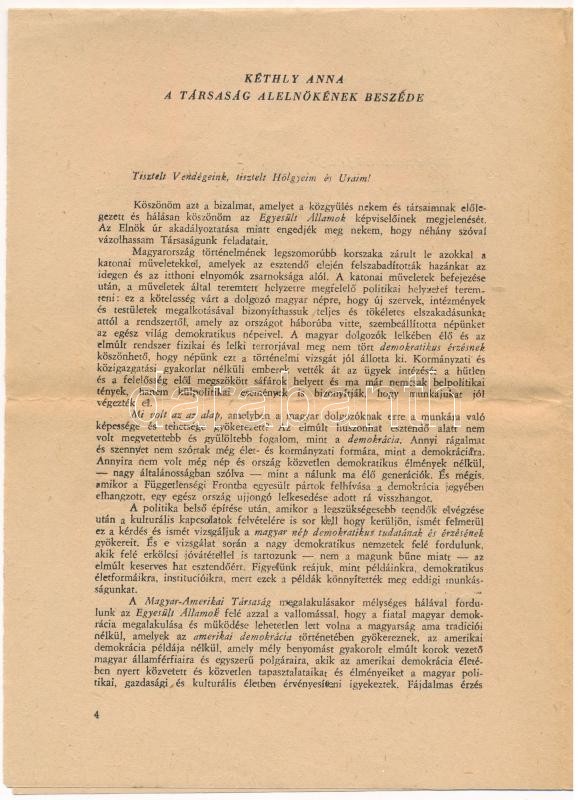 KÉTHLY ANNA
A TÁRSASÁG ALELNÖKÉNEK BESZÉDE
Tisztelt Vendégeink, tisztelt Hölgyeim és Uraim!
Köszönöm azt a bizalmat, amelyet a közgyűlés nekem és társaimnak előle-
gezett és hálásan köszönöm az Egyesült Államok képviselőinek megjelenését.
Az Elnök úr akadályoztatása miatt engedjék meg nekem, hogy néhány szóval
vázolhassam Társaságunk feladatait.
Magyarország történelmének legszomorúbb korszaka zárult le azokkal a
katonai műveletekkel, amelyek az esztendő elején felszabadították hazánkat az
idegen és az itthoni elnyomók zsarnoksága alól. A katonai műveletek befejezése
után, a műveletek által teremtett helyzetre megfelelő politikai helyzetet terem-
teni: ez a kötelesség várt a dolgozó magyar népre, hogy új szervek, intézmények
és testületek megalkotásával bizonyíthassuk teljes és tökéletes elszakadásunkat
attól a rendszertől, amely az országot háborúba vitte, szembeállította népünket
az egész világ demokratikus népeivel. A magyar dolgozók lelkében élő és az
elmúlt rendszer fizikai és lelki terrorjával meg nem tört demokratikus érzésnek
köszönhető, hogy népünk ezt a történelmi vizsgát jól állotta ki. Kormányzati és
közigazgatási gyakorlat nélküli emberek vették át az ügyek intézését a hűtlen
és a felelősség elől megszökött sáfárok helyett és ma már nemcsak belpolitikai
tények, hanem külpolitikai események is bizonyítják, hogy munkájukat jól
végezték el.
Mi volt az az alap, amelyben a magyar dolgozóknak erre a munkára való
képessége és tehetsége gyökerezett? Az elmúlt huszonhat esztendő alatt nem
volt megvetettebb és gyűlöltebb fogalom, mint a demokrácia. Annyi rágalmat
és szennyet nem szórtak még élet- és kormányzati formára, mint a demokráciára.
Annyira nem volt még nép és ország közvetlen demokratikus élmények nélkül,
— nagy általánosságban szólva — mint a nálunk ma élő generációk. És mégis,
amikor a Függetlenségi Frontba egyesült pártok felhívása a demokrácia jegyében
elhangzott, egy egész ország ujjongó lelkesedése adott rá visszhangot.
A politika belső építése után, amikor a legszükségesebb teendők elvégzése
után a kulturális kapcsolatok felvételére is sor kell hogy kerüljön, ismét felmerül
ez a kérdés és ismét vizsgáljuk a magyar nép demokratikus tudatának és érzésének
gyökereit. És e vizsgálat során a nagy demokratikus nemzetek felé fordulunk,
akik felé erkölcsi jóvátétellel is tartozunk — nem a magunk bűne miatt — az
elmúlt keserves hat esztendőért. Figyelünk reájuk, mint példáinkra, demokratikus
életformáikra, institucióikra, mert ezek a példák könnyítették meg eddigi munkás-
ságunkat.
A Magyar-Amerikai Társaság megalakulásakor mélységes hálával fordu-
lunk az Egyesült Államok felé azzal a vallomással, hogy a fiatal magyar demok-
rácia megalakulása és működése lehetetlen lett volna a magyarság ama tradíciói
nélkül, amelyek az amerikai demokrácia történetében gyökereznek, az amerikai
demokrácia példája nélkül, amely mély benyomást gyakorolt elmúlt korok vezető
magyar államférfiaira és egyszerű polgáraira, akik az amerikai demokrácia életé-
ben nyert közvetett és közvetlen tapasztalataikat és élményeiket a magyar poli-
tikai, gazdasági és kulturális életben érvényesíteni igyekeztek. Fájdalmas érzés
4
darabanth